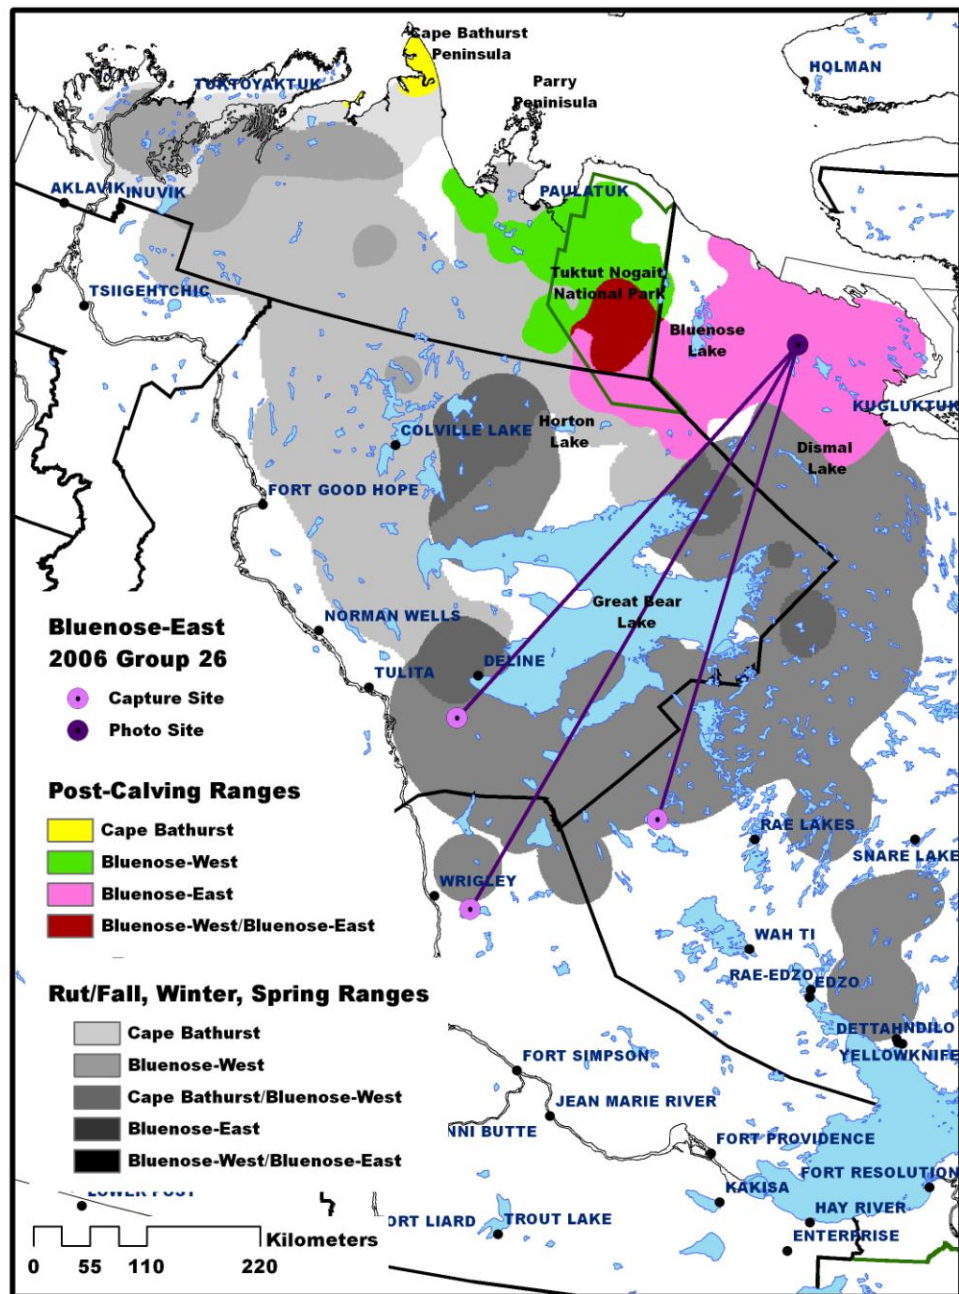 Cape Bathurst
Peninsula
HOLMAN
TUKTOYAKTUK
Parry
Peninisula
AKLAVIK
INUVIK
PAULATUK
TSIIGEHTCHIC
Tuktut Nogait
National Park
Bluenose
Lake
KUGLUKTUK
COLVILLE LAKE
Horton
Lake
Dismal
Lake
FORT GOOD HOPE
NORMAN WELLS
Great Bear
Lake
DELINE
TULITA
Bluenose-East
2006 Group 26
Capture Site
Photo Site
Post-Calving Ranges
Cape Bathurst
Bluenose-West
Bluenose-East
Bluenose-West/Bluenose-East
RAE LAKES
SNARE LAKE
WRIGLEY
WAH TI
RAE-EDZO
EDZO
DETTAH
NDILO
YELLOWKNIFE
Rut/Fall, Winter, Spring Ranges
Cape Bathurst
Bluenose-West
Cape Bathurst/Bluenose-West
Bluenose-East
Bluenose-West/Bluenose-East
FORT SIMPSON
JEAN MARIE RIVER
NNI BUTTE
FORT PROVIDENCE
FORT RESOLUTION
KAKISA
HAY RIVER
ENTERPRISE
LOWER POST
ORT LIARD
TROUT LAKE
Kilometers
0 55 110 220